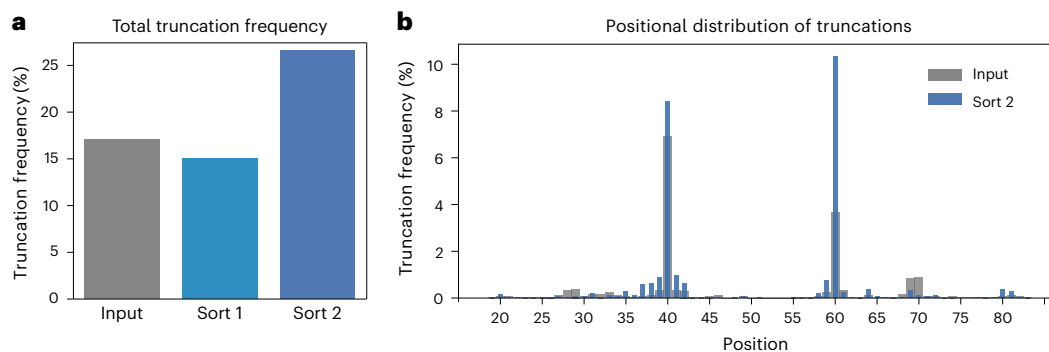 a
Total truncation frequency
Truncation frequency (%)
25
20
15
10
5
0
Input Sort 1 Sort 2
b
Positional distribution of truncations
Truncation frequency (%)
10
8
6
4
2
0
Input
Sort 2
20 25 30 35 40 45 50 55 60 65 70 75 80
Position